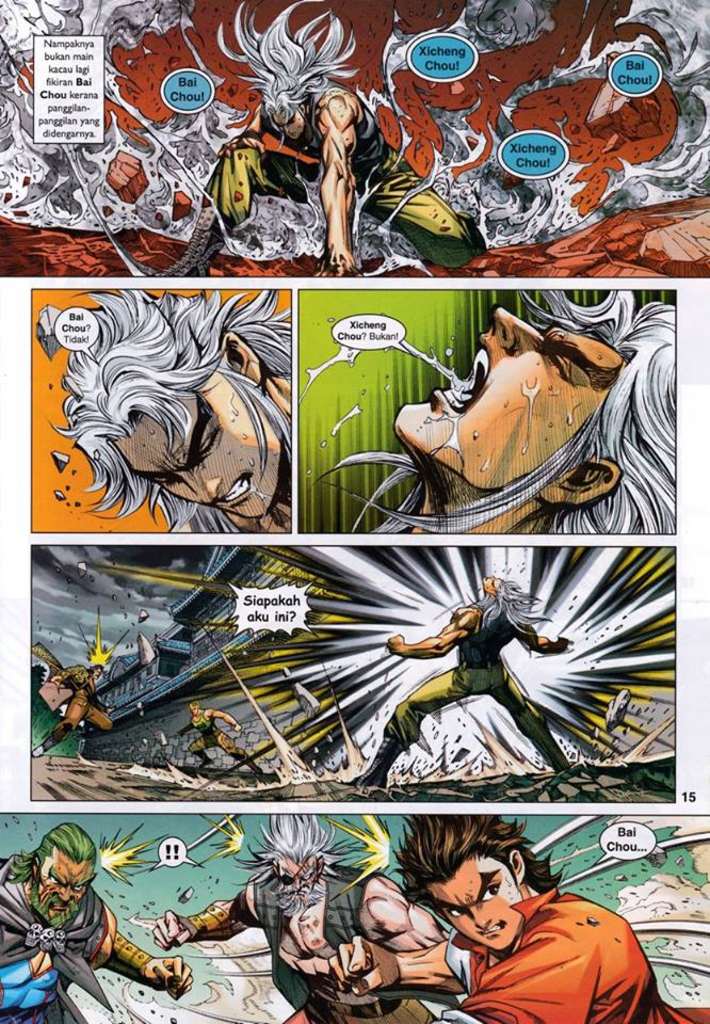 Nampaknya
bukan main
kacau lagi
fikiran Bai
Chou kerana
panggilan-
panggilan yang
didengarnya.
Bai
Chou!
Xicheng
Chou!
Xicheng
Chou!
Bai
Chou!
Bai
Chou?
Tidak!
Xicheng
Chou? Bukan!
Siapakah
aku ini?
15
!!
Bai
Chou...